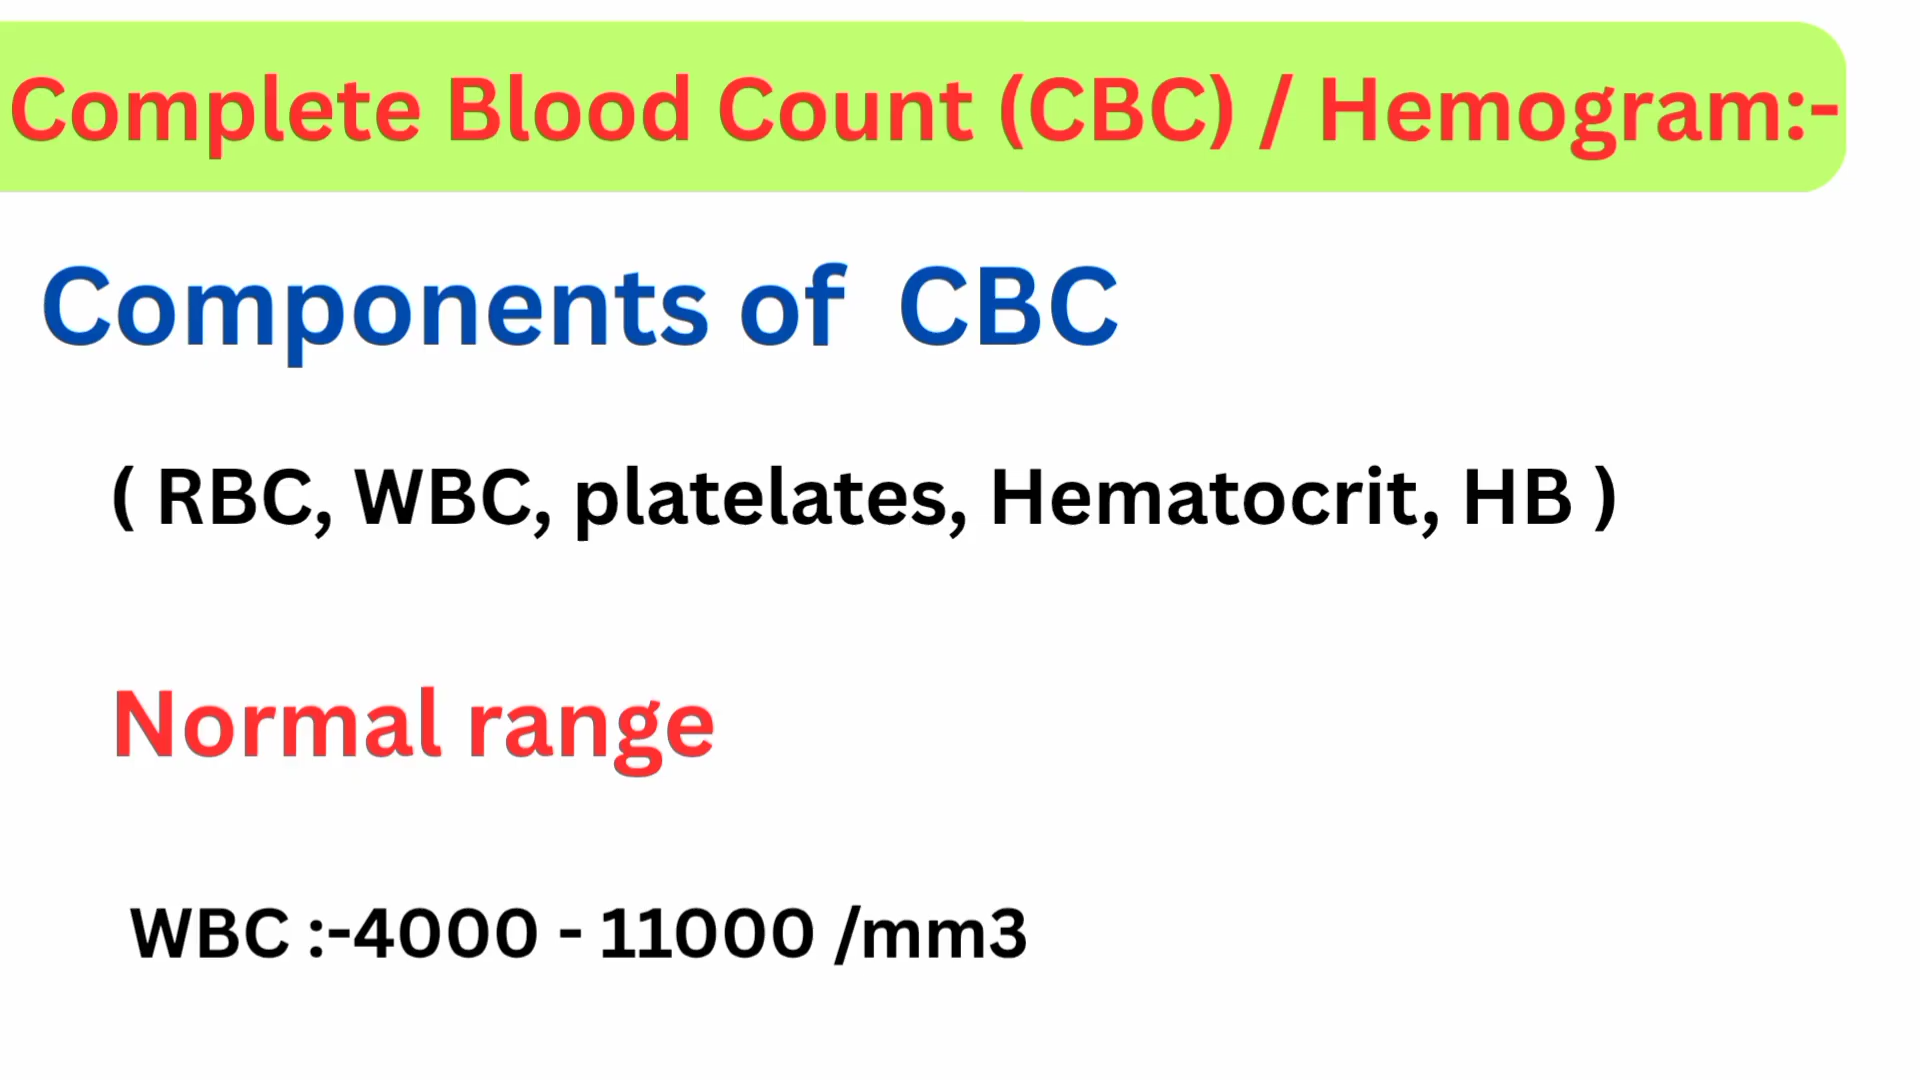 Complete Blood Count (CBC) / Hemogram:-
Components of CBC
( RBC, WBC, platelates, Hematocrit, HB )
Normal range
WBC :-4000 - 11000 /mm3